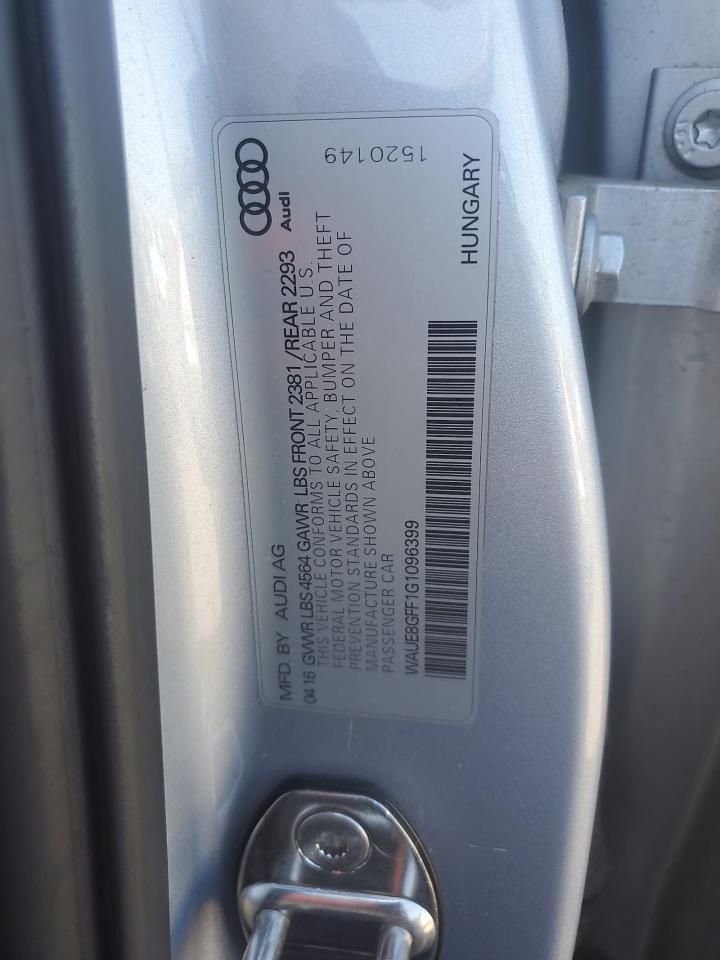 Audi
MFD. BY AUDI AG
04 16 GVWR LBS 4564 GAWR LBS FRONT 2381/REAR 2293
THIS VEHICLE CONFORMS TO ALL APPLICABLE U.S.
FEDERAL MOTOR VEHICLE SAFETY, BUMPER AND THEFT
PREVENTION STANDARDS IN EFFECT ON THE DATE OF
MANUFACTURE SHOWN ABOVE
PASSENGER CAR
WAUE8GFF1G1096399
HUNGARY
1520149